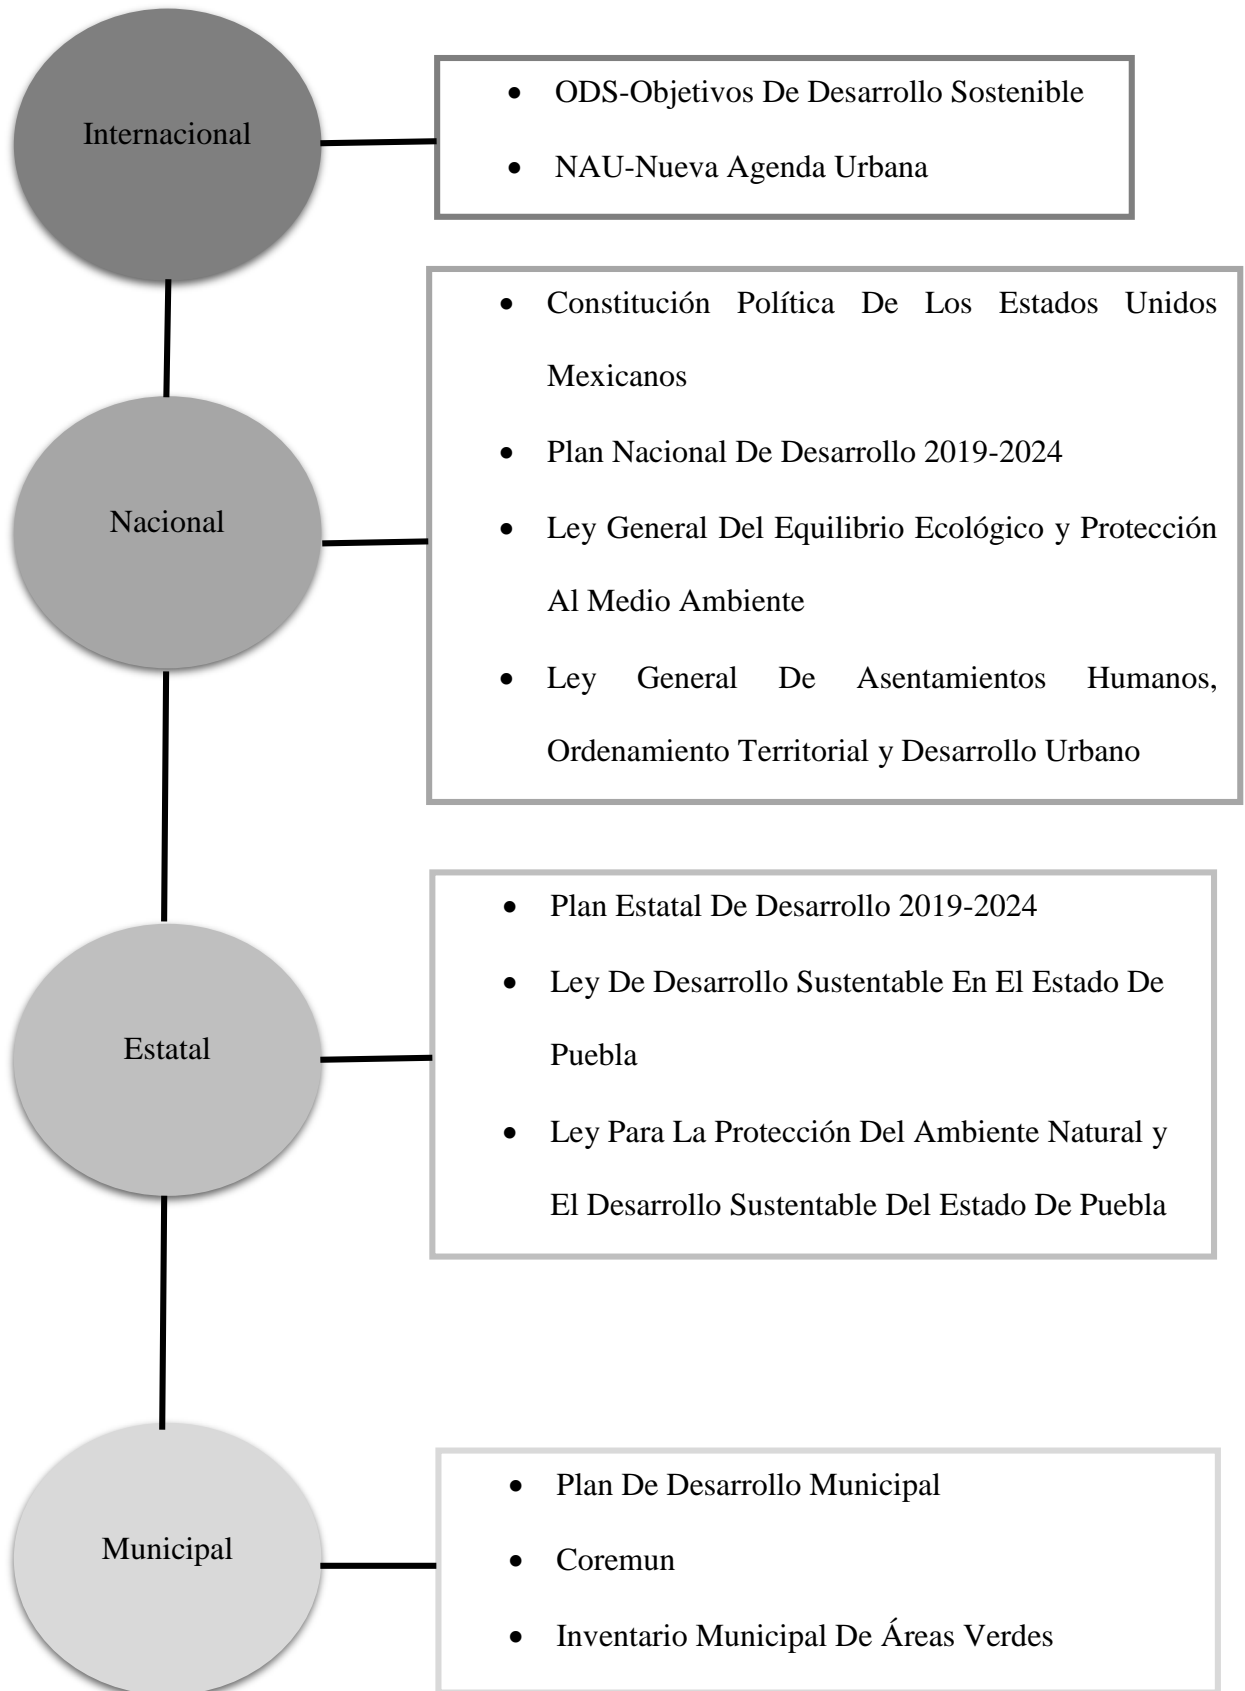 Internacional
• ODS-Objetivos De Desarrollo Sostenible
• NAU-Nueva Agenda Urbana
Nacional
• Constitución Política De Los Estados Unidos
Mexicanos
• Plan Nacional De Desarrollo 2019-2024
• Ley General Del Equilibrio Ecológico y Protección
Al Medio Ambiente
• Ley General De Asentamientos Humanos,
Ordenamiento Territorial y Desarrollo Urbano
Estatal
• Plan Estatal De Desarrollo 2019-2024
• Ley De Desarrollo Sustentable En El Estado De
Puebla
• Ley Para La Protección Del Ambiente Natural y
El Desarrollo Sustentable Del Estado De Puebla
Municipal
• Plan De Desarrollo Municipal
• Coremun
• Inventario Municipal De Áreas Verdes